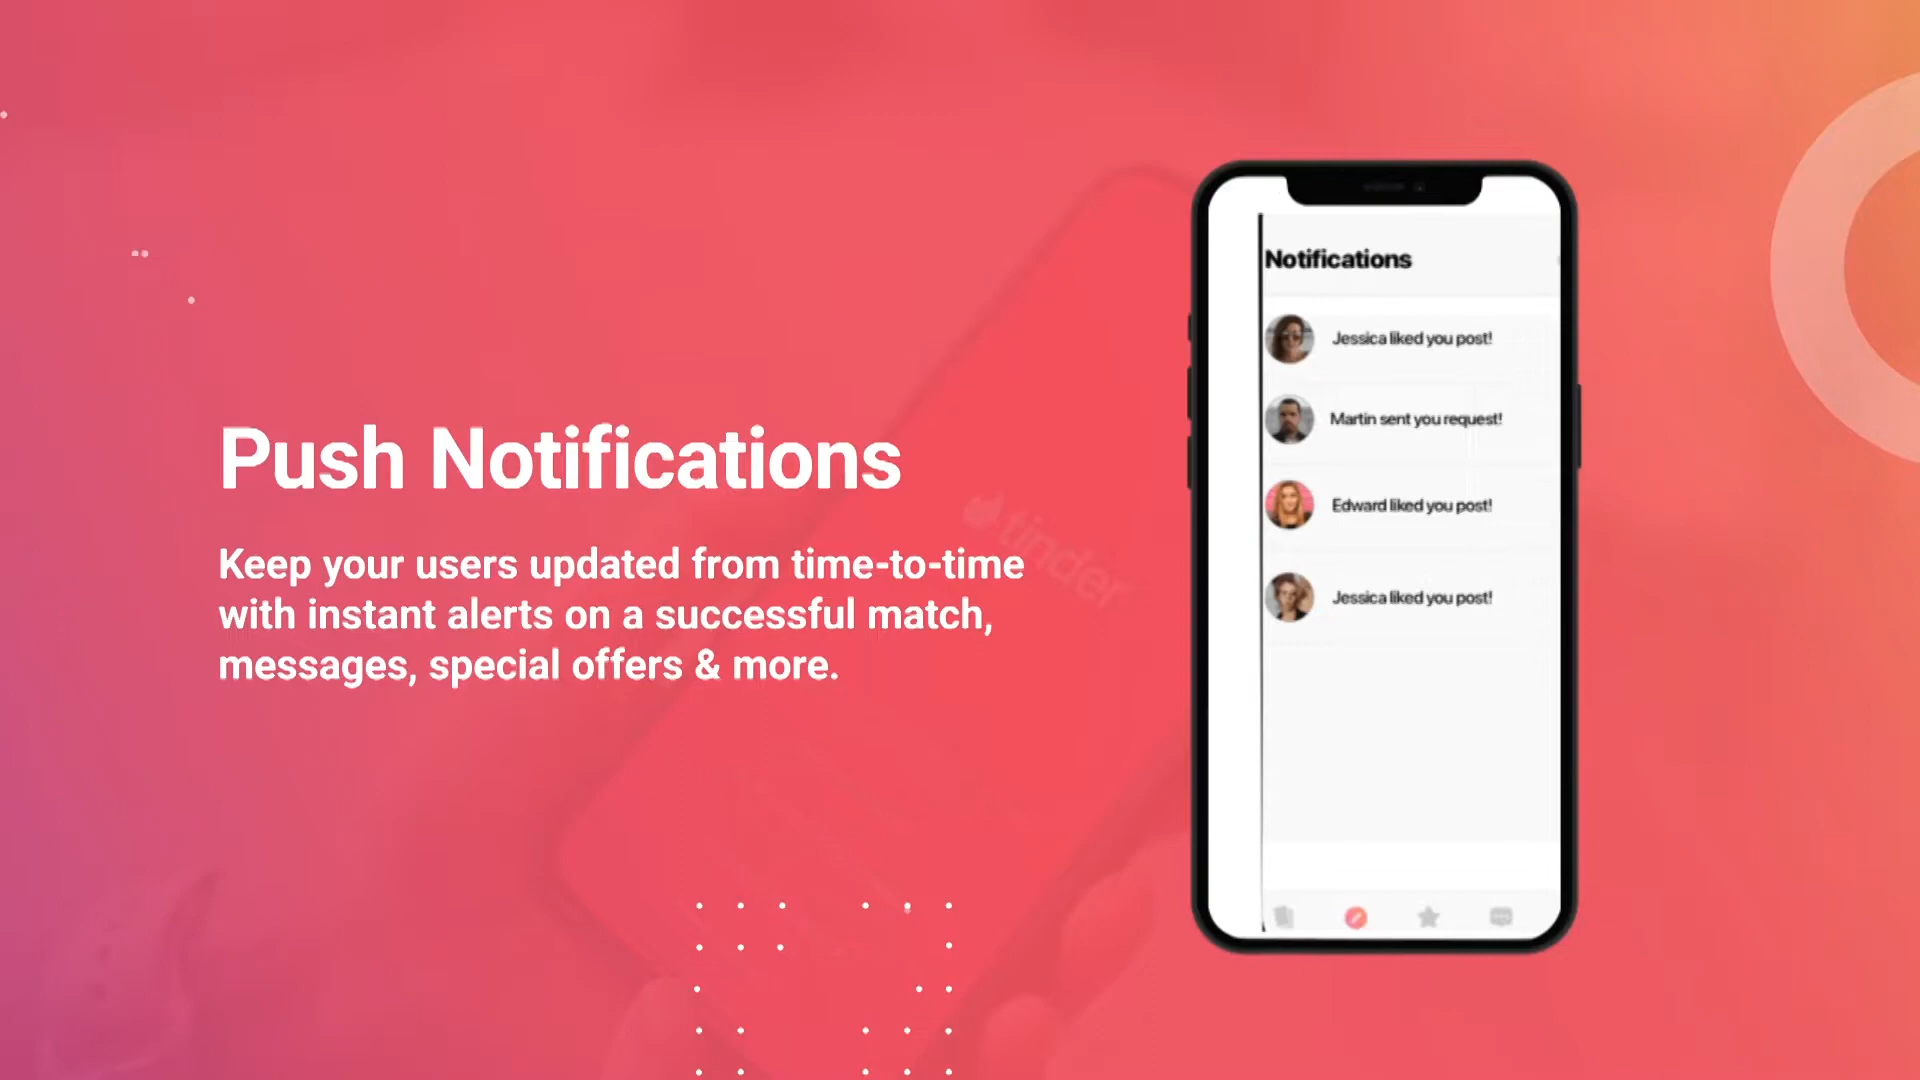 Push Notifications
Keep your users updated from time-to-time
with instant alerts on a successful match,
messages, special offers & more.
tinder
Notifications
Jessica liked you post!
Martin sent you request!
Edward liked you post!
Jessica liked you post!